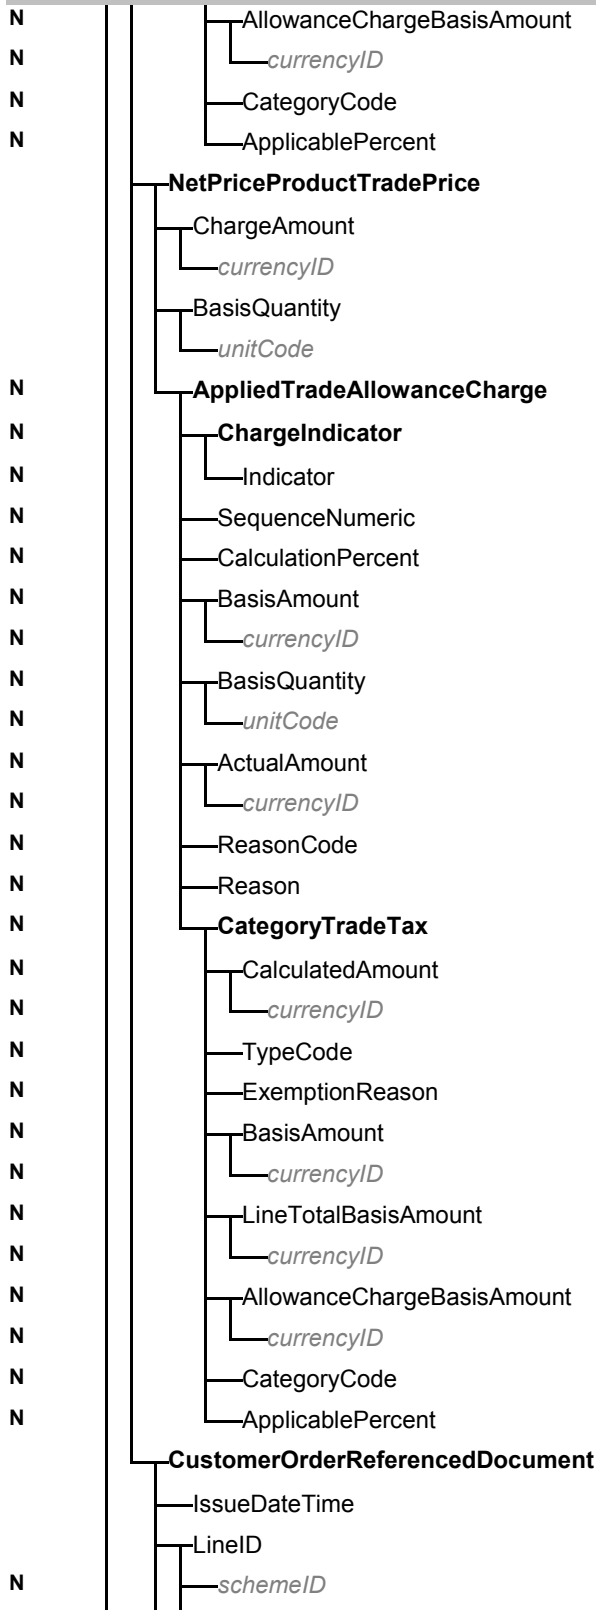 N AllowanceChargeBasisAmount
N currencyID
N CategoryCode
N ApplicablePercent
NetPriceProductTradePrice
ChargeAmount
currencyID
BasisQuantity
unitCode
N AppliedTradeAllowanceCharge
N ChargeIndicator
N Indicator
N SequenceNumeric
N CalculationPercent
N BasisAmount
N currencyID
N BasisQuantity
N unitCode
N ActualAmount
N currencyID
N ReasonCode
N Reason
N CategoryTradeTax
N CalculatedAmount
N currencyID
N TypeCode
N ExemptionReason
N BasisAmount
N currencyID
N LineTotalBasisAmount
N currencyID
N AllowanceChargeBasisAmount
N currencyID
N CategoryCode
N ApplicablePercent
CustomerOrderReferencedDocument
IssueDateTime
LineID
N schemeID